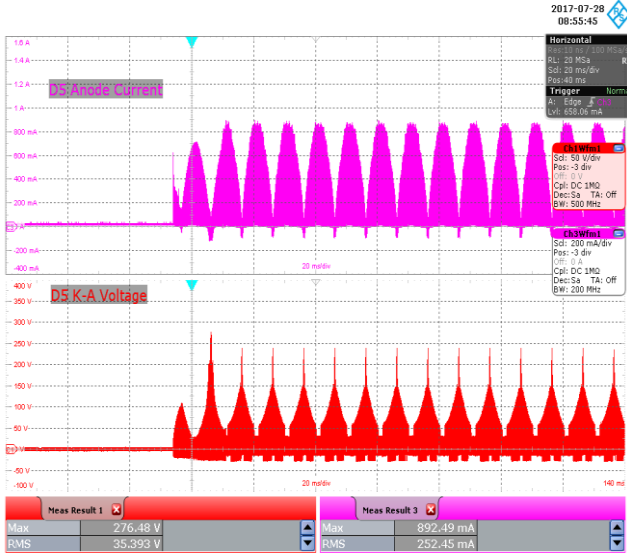 2017-07-28
08:55:45
Horizontal
Res:10 ns / 100 MSa/s
RL: 20 MSa
Scl: 20 ms/div
Pos:40 ms
Trigger Norma
A: Edge
Lvl: 658.06 mA
1.6 A
1.4 A
1.2 A
D5 Anode Current
1 A
800 mA
600 mA
400 mA
200 mA
-200 mA
-400 mA
20 ms/div
Ch1Wfm1
Scl: 50 V/div
Pos: -3 div
Off: 0 V
Cpl: DC 1MΩ
Dec:Sa TA: Off
BW: 500 MHz
Ch3Wfm1
Scl: 200 mA/div
Pos: -3 div
Off: 0 A
Cpl: DC 1MΩ
Dec:Sa TA: Off
BW: 200 MHz
400 V
D5 K-A Voltage
350 V
300 V
250 V
200 V
150 V
100 V
50 V
-50 V
-100 V
20 ms/div
140 ms
Meas Result 1
Max 276.48 V
RMS 35.393 V
Meas Result 3
Max 892.49 mA
RMS 252.45 mA